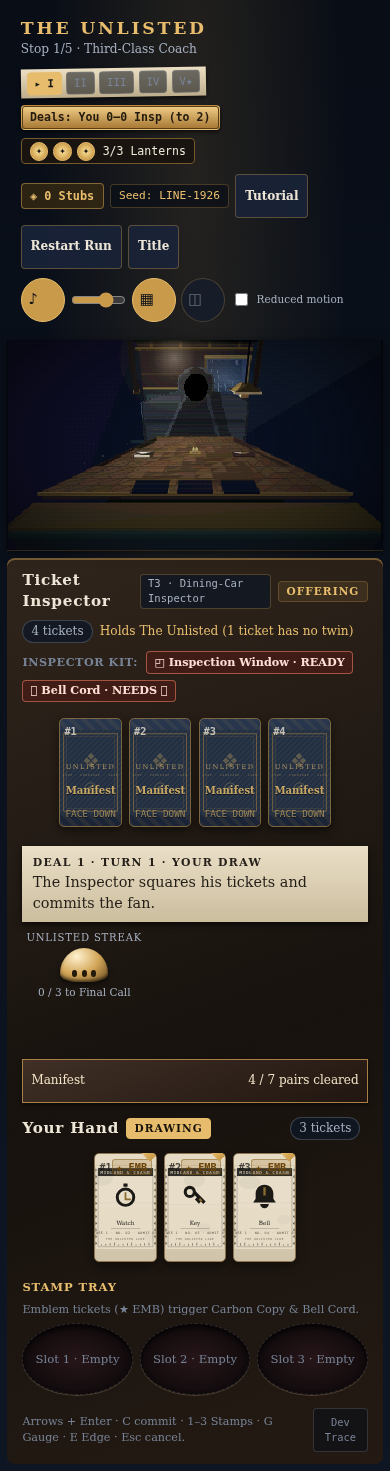 THE UNLISTED
Stop 1/5 · Third-Class Coach
▸ I II III IV V★
Deals: You 0—0 Insp (to 2)
3/3 Lanterns
◈ 0 Stubs Seed: LINE-1926 Tutorial
Restart Run Title
Reduced motion
Ticket
Inspector
T3 · Dining-Car
Inspector
OFFERING
4 tickets Holds The Unlisted (1 ticket has no twin)
INSPECTOR KIT: Inspection Window · READY
Bell Cord · NEEDS
#1 #2 #3 #4
UNLISTED UNLISTED UNLISTED UNLISTED
Manifest Manifest Manifest Manifest
FACE DOWN FACE DOWN FACE DOWN FACE DOWN
DEAL 1 · TURN 1 · YOUR DRAW
The Inspector squares his tickets and
commits the fan.
UNLISTED STREAK
0 / 3 to Final Call
Manifest 4 / 7 pairs cleared
Your Hand DRAWING 3 tickets
#1 ★ EMB #2 ★ EMB #3 ★ EMB
Watch Key Bell
STAMP TRAY
Emblem tickets (★ EMB) trigger Carbon Copy & Bell Cord.
Slot 1 · Empty Slot 2 · Empty Slot 3 · Empty
Arrows + Enter · C commit · 1–3 Stamps · G
Gauge · E Edge · Esc cancel.
Dev
Trace